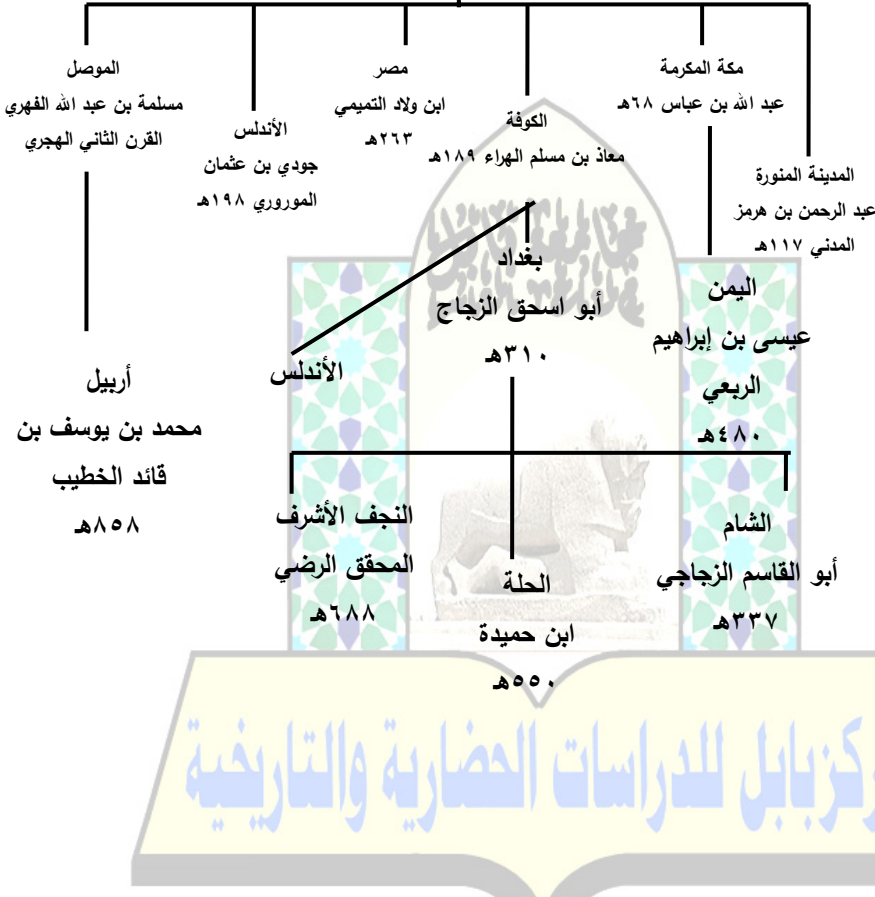 المدينة المنورة
عبد الرحمن بن هرمز
المدني ١١٧هـ
مكة المكرمة
عبد الله بن عباس ٦٨هـ
اليمن
عيسى بن إبراهيم
الربعي
٤٨٠هـ
الكوفة
معاذ بن مسلم الهراء ١٨٩هـ
بغداد
أبو اسحق الزجاج
٣١٠هـ
الأندلس
الشام
أبو القاسم الزجاجي
٣٣٧هـ
الحلة
ابن حميدة
٥٥٠هـ
النجف الأشرف
المحقق الرضي
٦٨٨هـ
مصر
ابن ولاد التميمي
٢٦٣هـ
الأندلس
جودي بن عثمان
الموروري ١٩٨هـ
الموصل
مسلمة بن عبد الله الفهري
القرن الثاني الهجري
أربيل
محمد بن يوسف بن
قائد الخطيب
٨٥٨هـ
ركز بابل للدراسات الحضارية والتاريخية